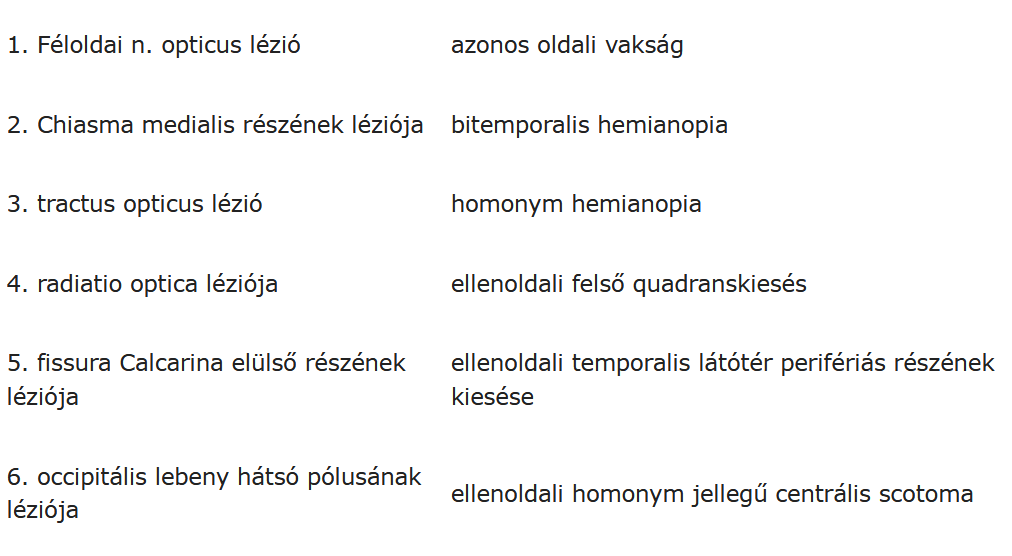 1. Féloldai n. opticus lézió azonos oldali vakság
2. Chiasma medialis részének léziója bitemporalis hemianopia
3. tractus opticus lézió homonym hemianopia
4. radiatio optica léziója ellenoldali felső quadranskiesés
5. fissura Calcarina elülső részének
léziója
ellenoldali temporalis látótér perifériás részének
kiesése
6. occipitális lebeny hátsó pólusának
léziója
ellenoldali homonym jellegű centrális scotoma